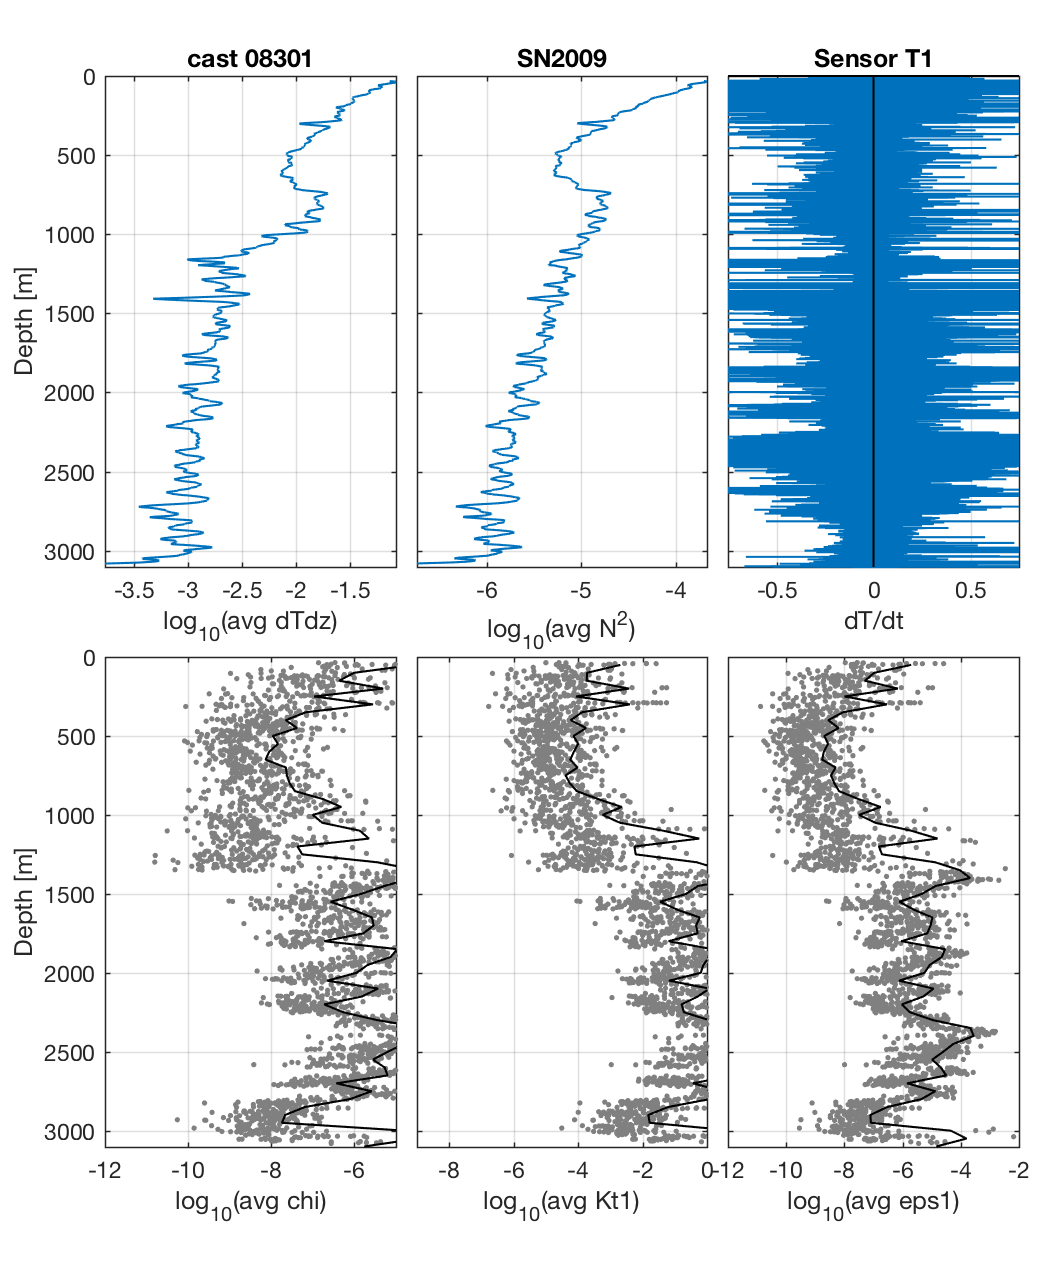 cast 08301 SN2009 Sensor T1
0
500
1000
1500
2000
2500
3000
Depth [m]
-3.5 -3 -2.5 -2 -1.5 -6 -5 -4 -0.5 0 0.5
log10(avg dTdz) log10(avg N2) dT/dt
0
500
1000
1500
2000
2500
3000
Depth [m]
-12 -10 -8 -6 -8 -6 -4 -2 0 -12 -10 -8 -6 -4 -2
log10(avg chi) log10(avg Kt1) log10(avg eps1)